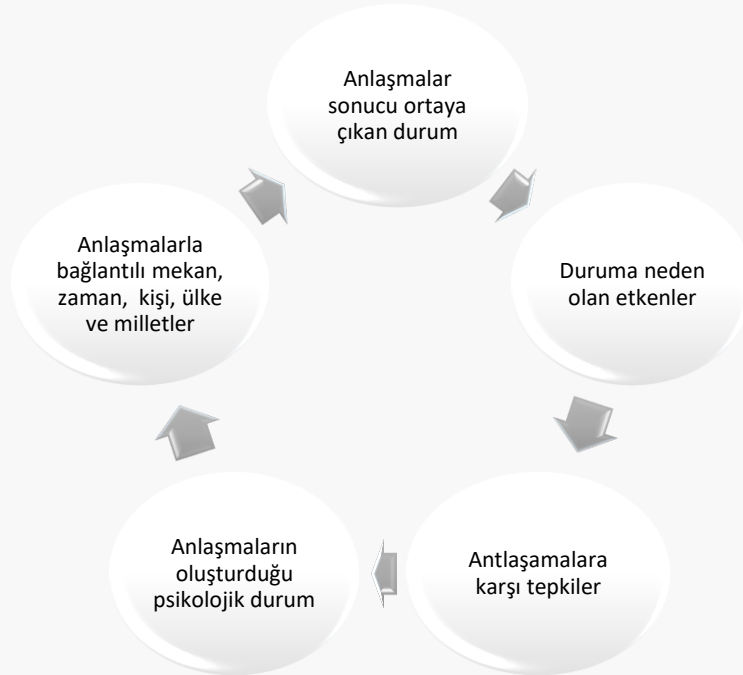 Anlaşmalar
sonucu ortaya
çıkan durum
Duruma neden
olan etkenler
Antlaşamalara
karşı tepkiler
Anlaşmaların
oluşturduğu
psikolojik durum
Anlaşmalarla
bağlantılı mekan,
zaman, kişi, ülke
ve milletler